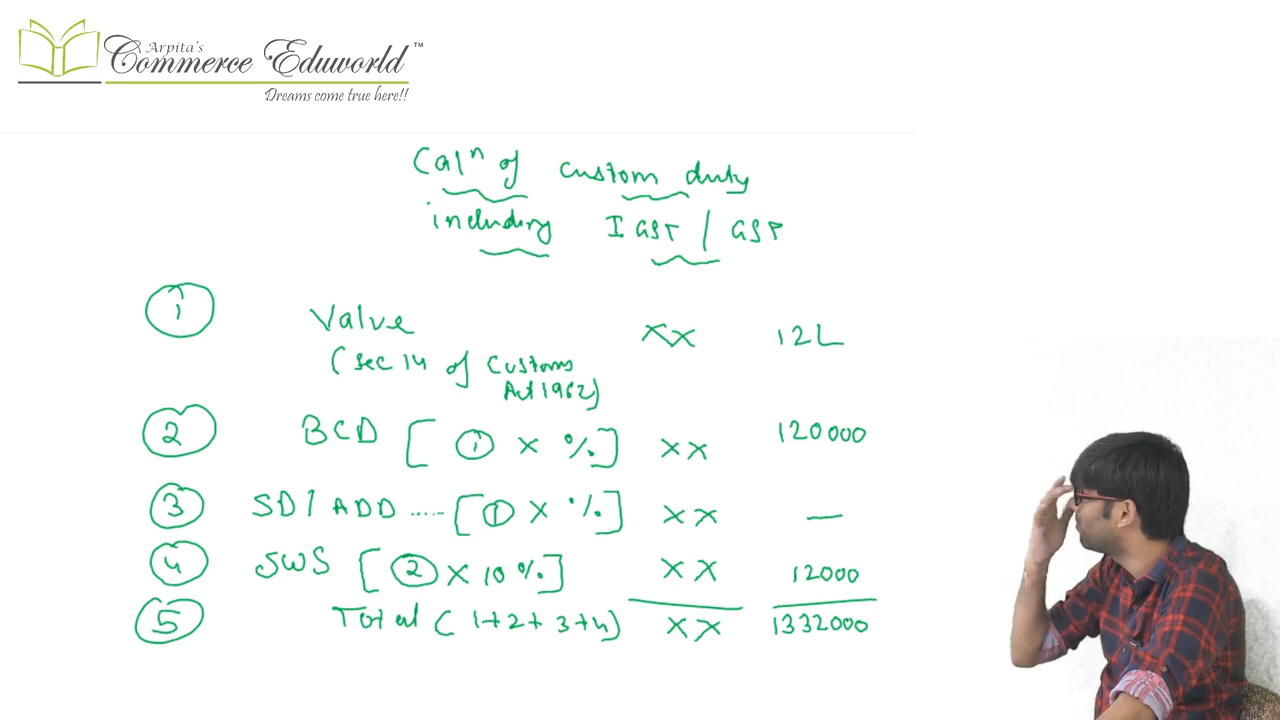 Arpita's
Commerce Eduworld™
Dreams come true here!!
Calⁿ of custom duty
including IGST / GST
1 Value XX 12L
(sec 14 of Customs
Act 1962)
2 BCD [ ① X % ] XX 120000
3 SD/ ADD ..... [ ① X % ] XX —
4 SWS [ ② X 10 % ] XX 12000
5 Total ( 1+2+ 3+4) XX 1332000